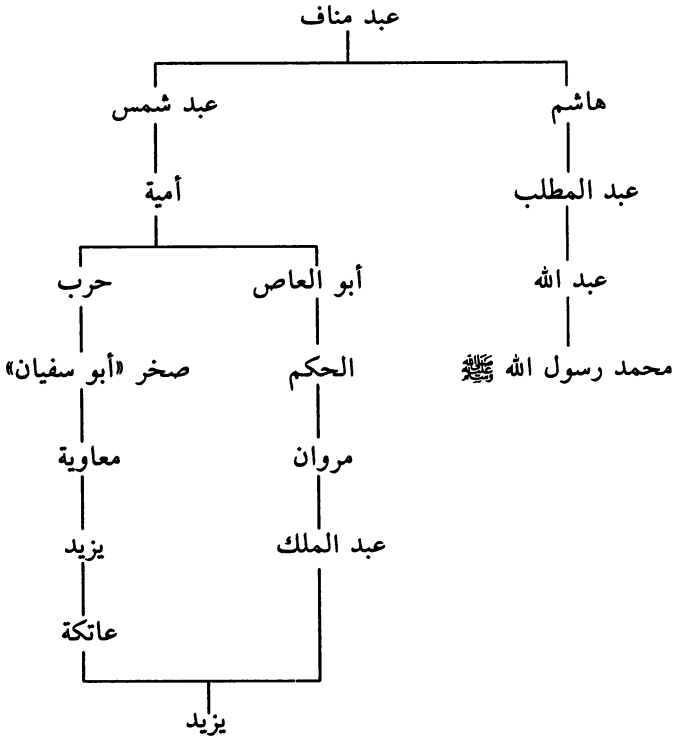 عبد مناف
هاشم
عبد شمس
عبد المطلب
أمية
عبد الله
أبو العاص
حرب
محمد رسول الله ﷺ
الحكم
صخر «أبو سفيان»
مروان
معاوية
عبد الملك
يزيد
عاتكة
يزيد